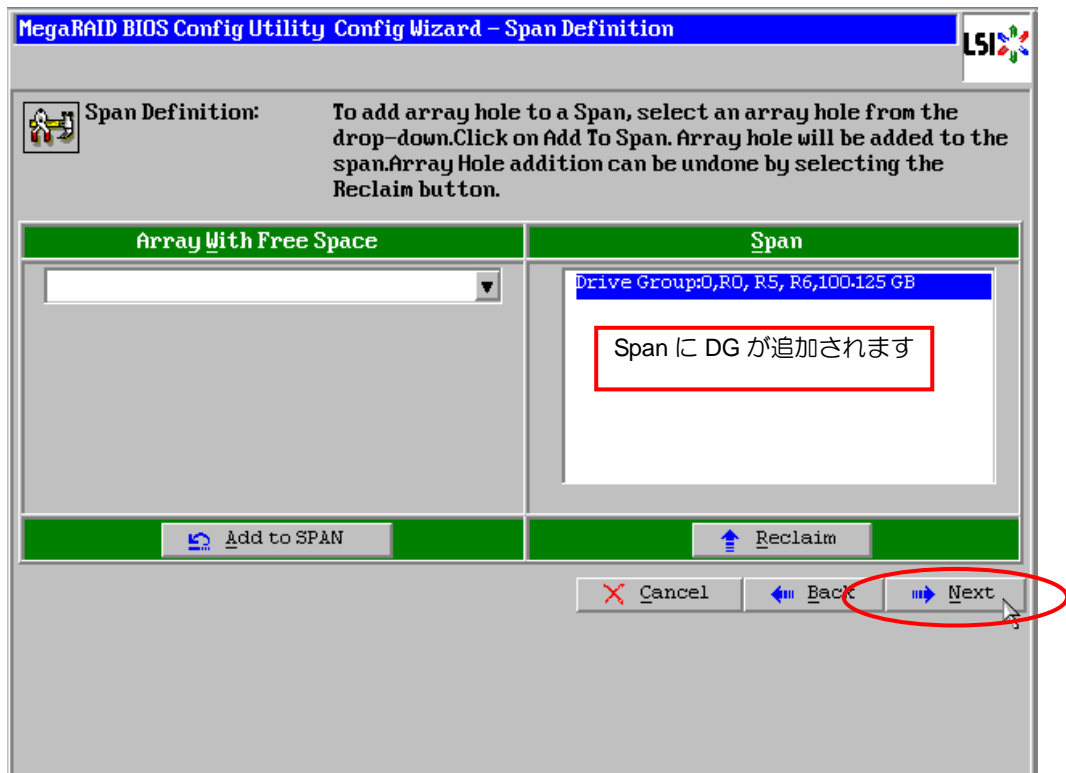 MegaRAID BIOS Config Utility Config Wizard – Span Definition
LSI
Span Definition:
To add array hole to a Span, select an array hole from the
drop-down.Click on Add To Span. Array hole will be added to the
span.Array Hole addition can be undone by selecting the
Reclaim button.
Array With Free Space
Span
Drive Group:0,R0, R5, R6,100.125 GB
Span に DG が追加されます
Add to SPAN
Reclaim
Cancel
Back
Next